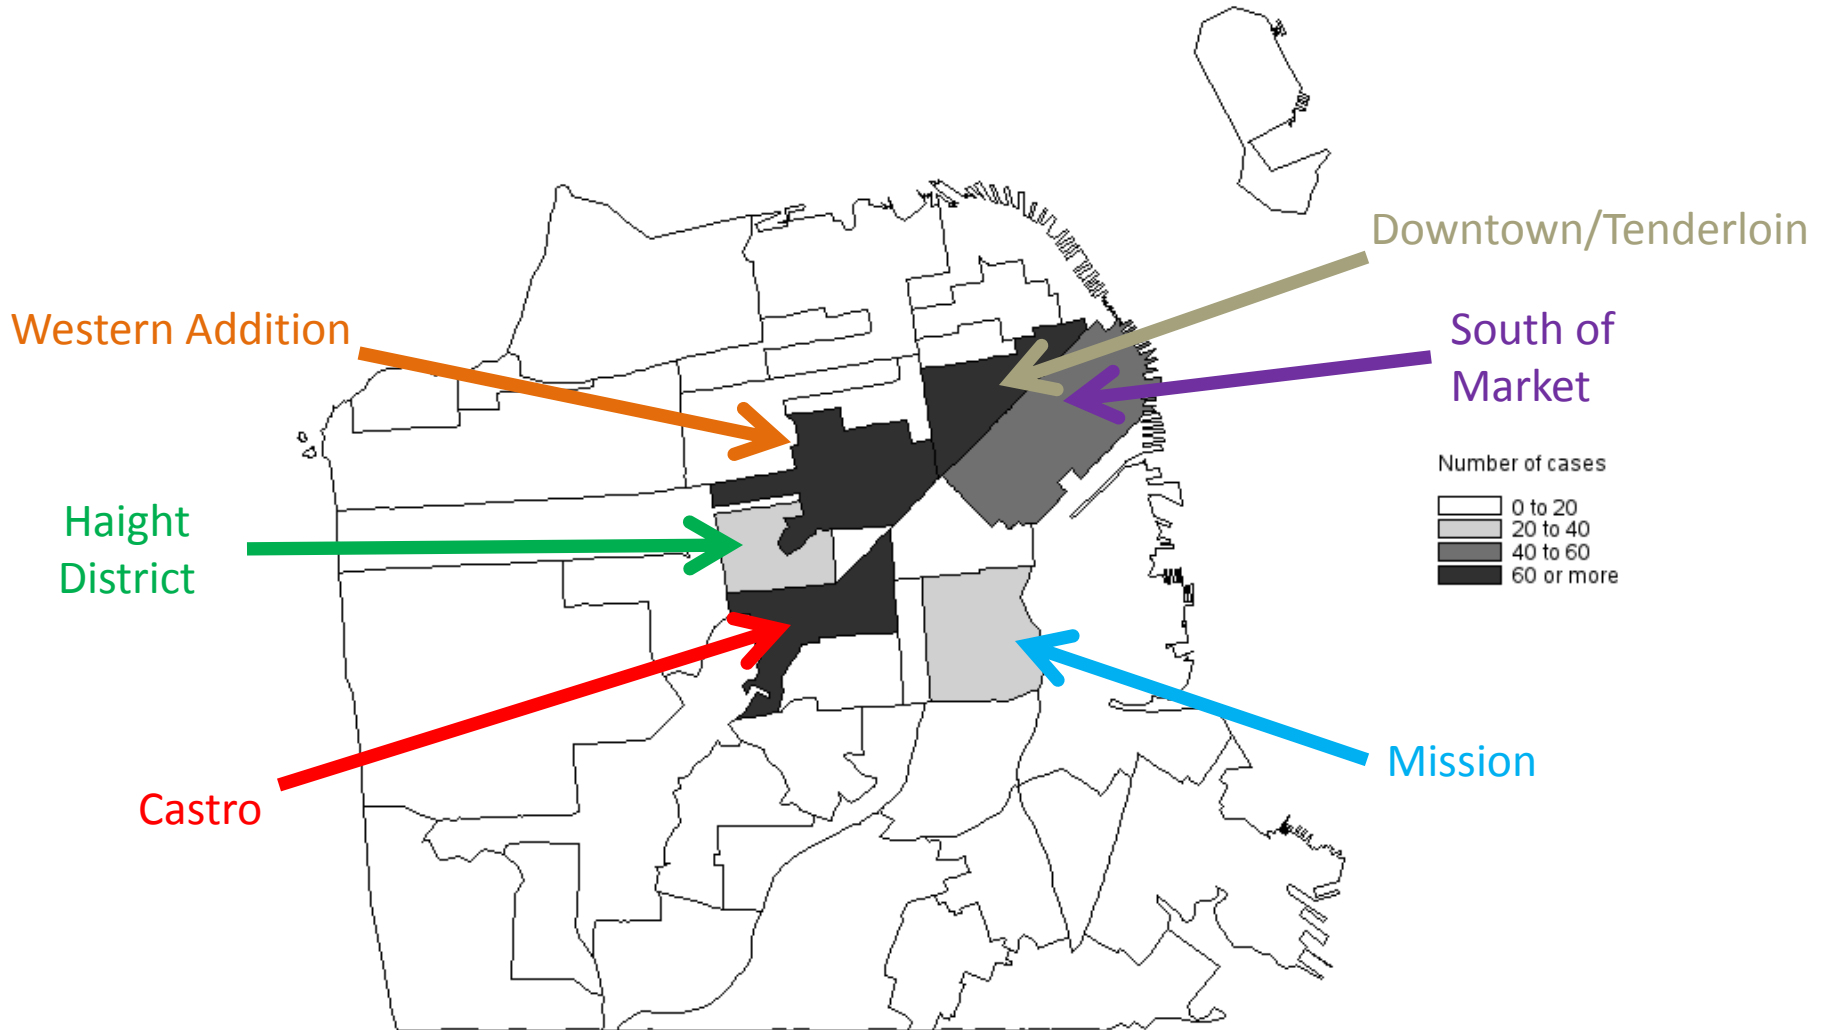 Downtown/Tenderloin
Western Addition
South of
Market
Number of cases
0 to 20
20 to 40
40 to 60
60 or more
Haight
District
Mission
Castro